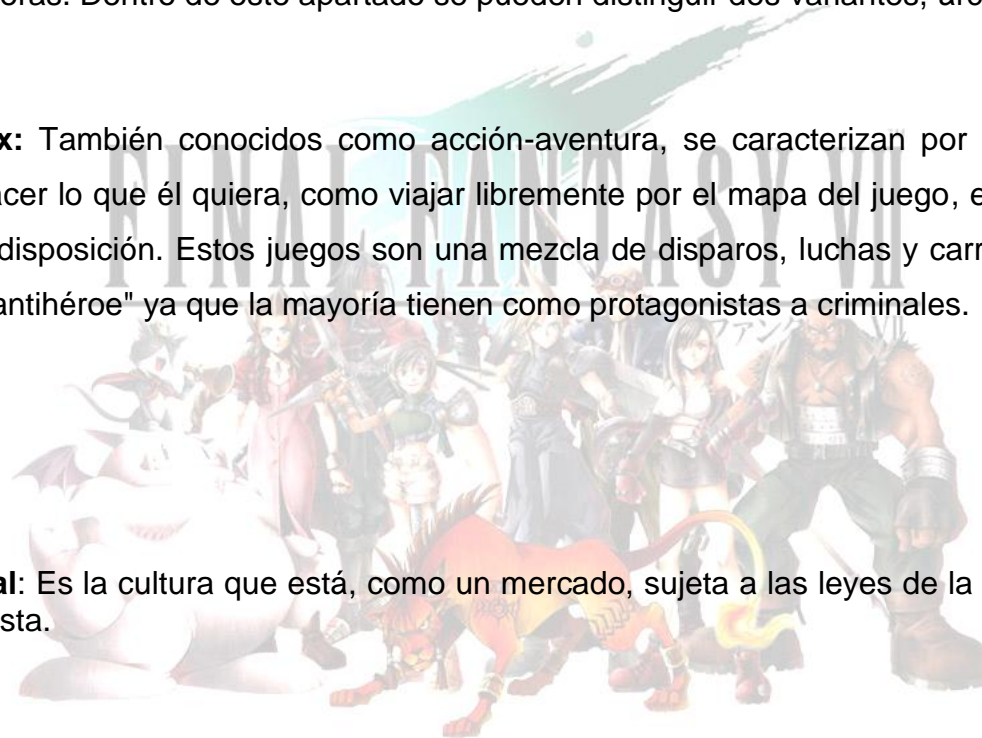 oras. Dentro de este apartado se pueden distinguir dos variantes, arc
x: También conocidos como acción-aventura, se caracterizan por
acer lo que él quiera, como viajar libremente por el mapa del juego, e
disposición. Estos juegos son una mezcla de disparos, luchas y carr
antihéroe" ya que la mayoría tienen como protagonistas a criminales.
FINAL FANTASY VII
al: Es la cultura que está, como un mercado, sujeta a las leyes de la
sta.